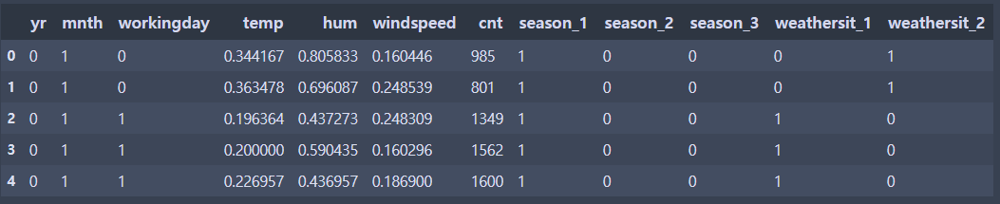 yr mnth workingday temp hum windspeed cnt season_1 season_2 season_3 weathersit_1 weathersit_2
0 0 1 0 0.344167 0.805833 0.160446 985 1 0 0 0 1
1 0 1 0 0.363478 0.696087 0.248539 801 1 0 0 0 1
2 0 1 1 0.196364 0.437273 0.248309 1349 1 0 0 1 0
3 0 1 1 0.200000 0.590435 0.160296 1562 1 0 0 1 0
4 0 1 1 0.226957 0.436957 0.186900 1600 1 0 0 1 0